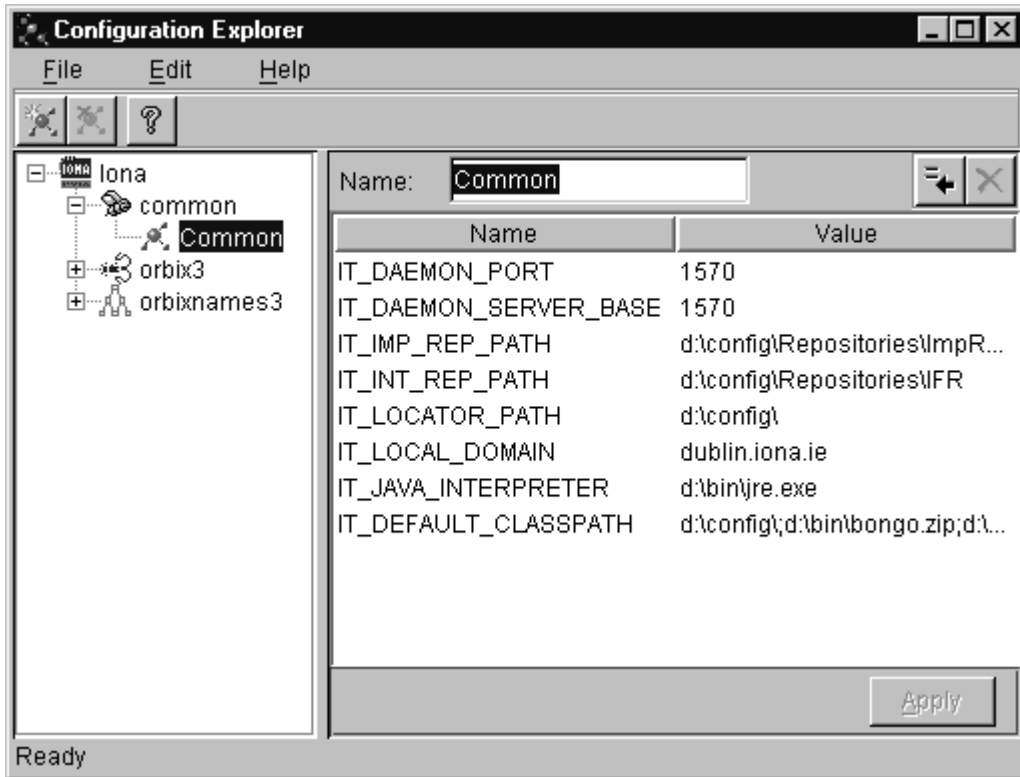 Configuration Explorer
File Edit Help
Iona
common
Common
orbix3
orbixnames3
Name: Common
Name Value
IT_DAEMON_PORT 1570
IT_DAEMON_SERVER_BASE 1570
IT_IMP_REP_PATH d:\config\Repositories\ImpR...
IT_INT_REP_PATH d:\config\Repositories\IFR
IT_LOCATOR_PATH d:\config\
IT_LOCAL_DOMAIN dublin.iona.ie
IT_JAVA_INTERPRETER d:\bin\jre.exe
IT_DEFAULT_CLASSPATH d:\config\;d:\bin\bongo.zip;d:\...
Apply
Ready